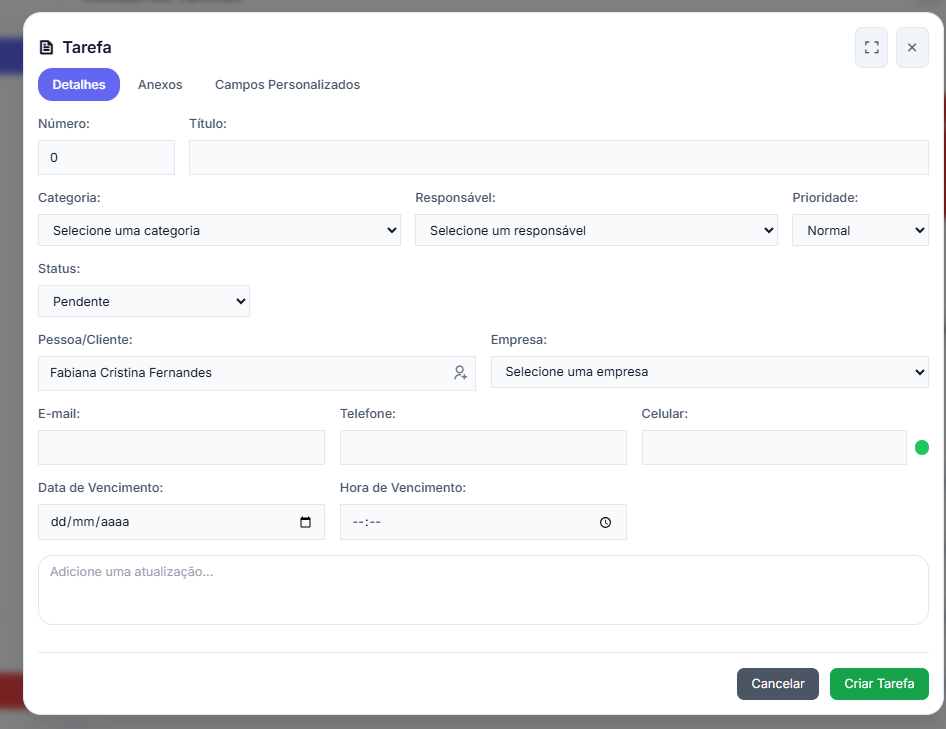 Tarefa
Detalhes Anexos Campos Personalizados
Número: Título:
0
Categoria: Responsável: Prioridade:
Selecione uma categoria Selecione um responsável Normal
Status:
Pendente
Pessoa/Cliente: Empresa:
Fabiana Cristina Fernandes Selecione uma empresa
E-mail: Telefone: Celular:
Data de Vencimento: Hora de Vencimento:
dd/mm/aaaa --:--
Adicione uma atualização...
Cancelar Criar Tarefa